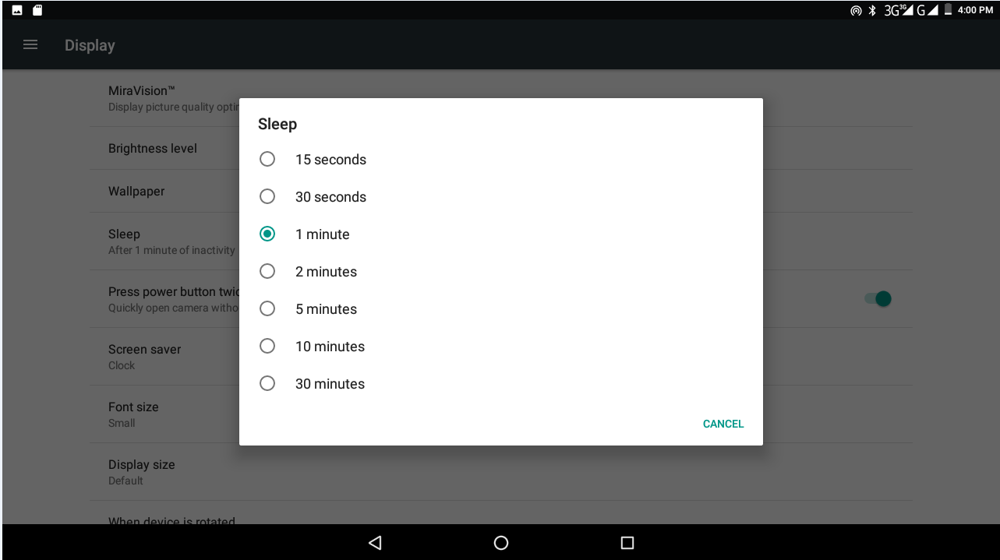 3G 3G G 4:00 PM
Display
MiraVision™
Display picture quality opti
Brightness level
Wallpaper
Sleep
After 1 minute of inactivity
Press power button twic
Quickly open camera witho
Screen saver
Clock
Font size
Small
Display size
Default
When device is rotated
Sleep
15 seconds
30 seconds
1 minute
2 minutes
5 minutes
10 minutes
30 minutes
CANCEL